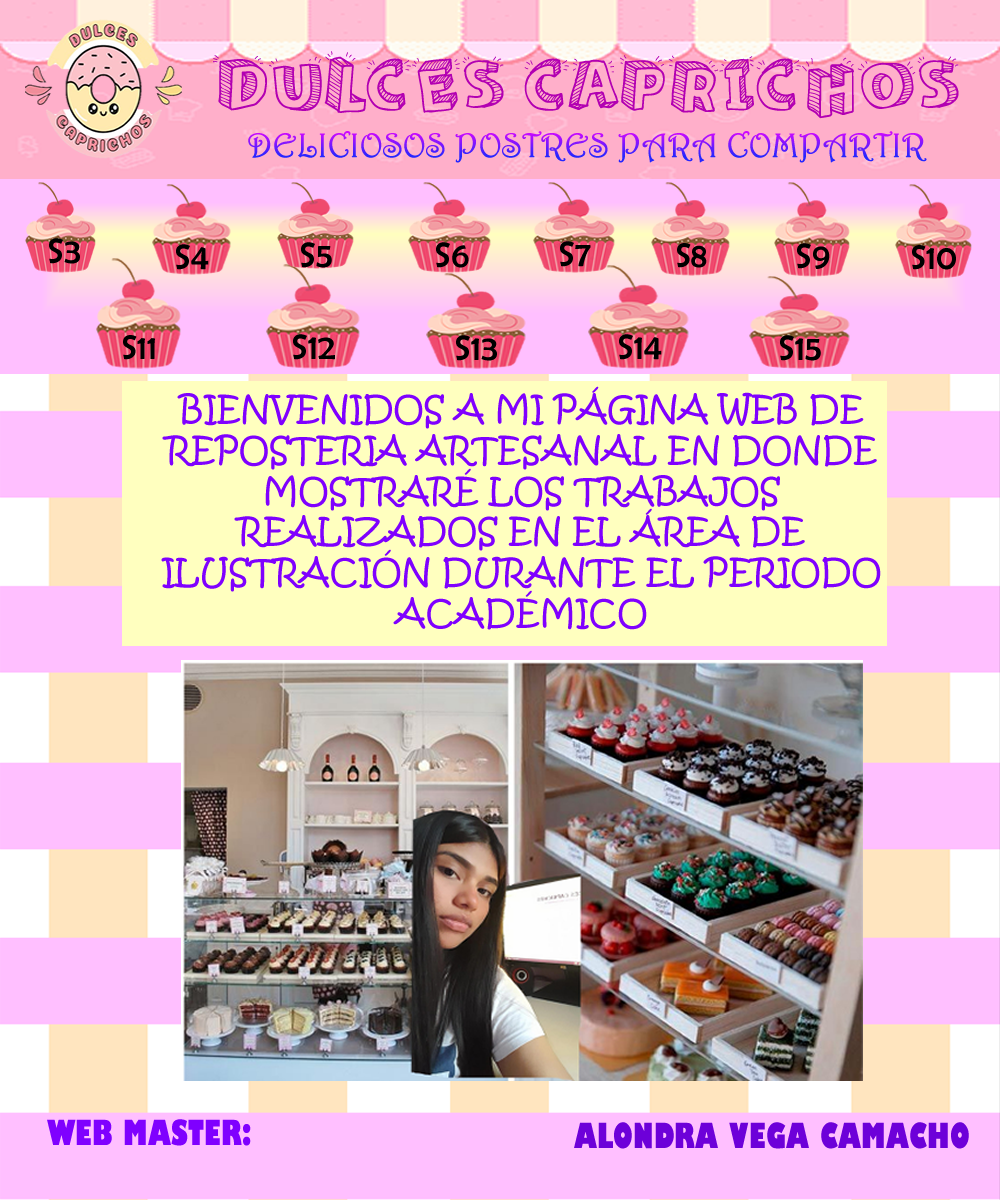 DULCES
CAPRICHOS
DULCES CAPRICHOS
DELICIOSOS POSTRES PARA COMPARTIR
S3 S4 S5 S6 S7 S8 S9 S10
S11 S12 S13 S14 S15
BIENVENIDOS A MI PÁGINA WEB DE
REPOSTERIA ARTESANAL EN DONDE
MOSTRARÉ LOS TRABAJOS
REALIZADOS EN EL ÁREA DE
ILUSTRACIÓN DURANTE EL PERIODO
ACADÉMICO
WEB MASTER: ALONDRA VEGA CAMACHO